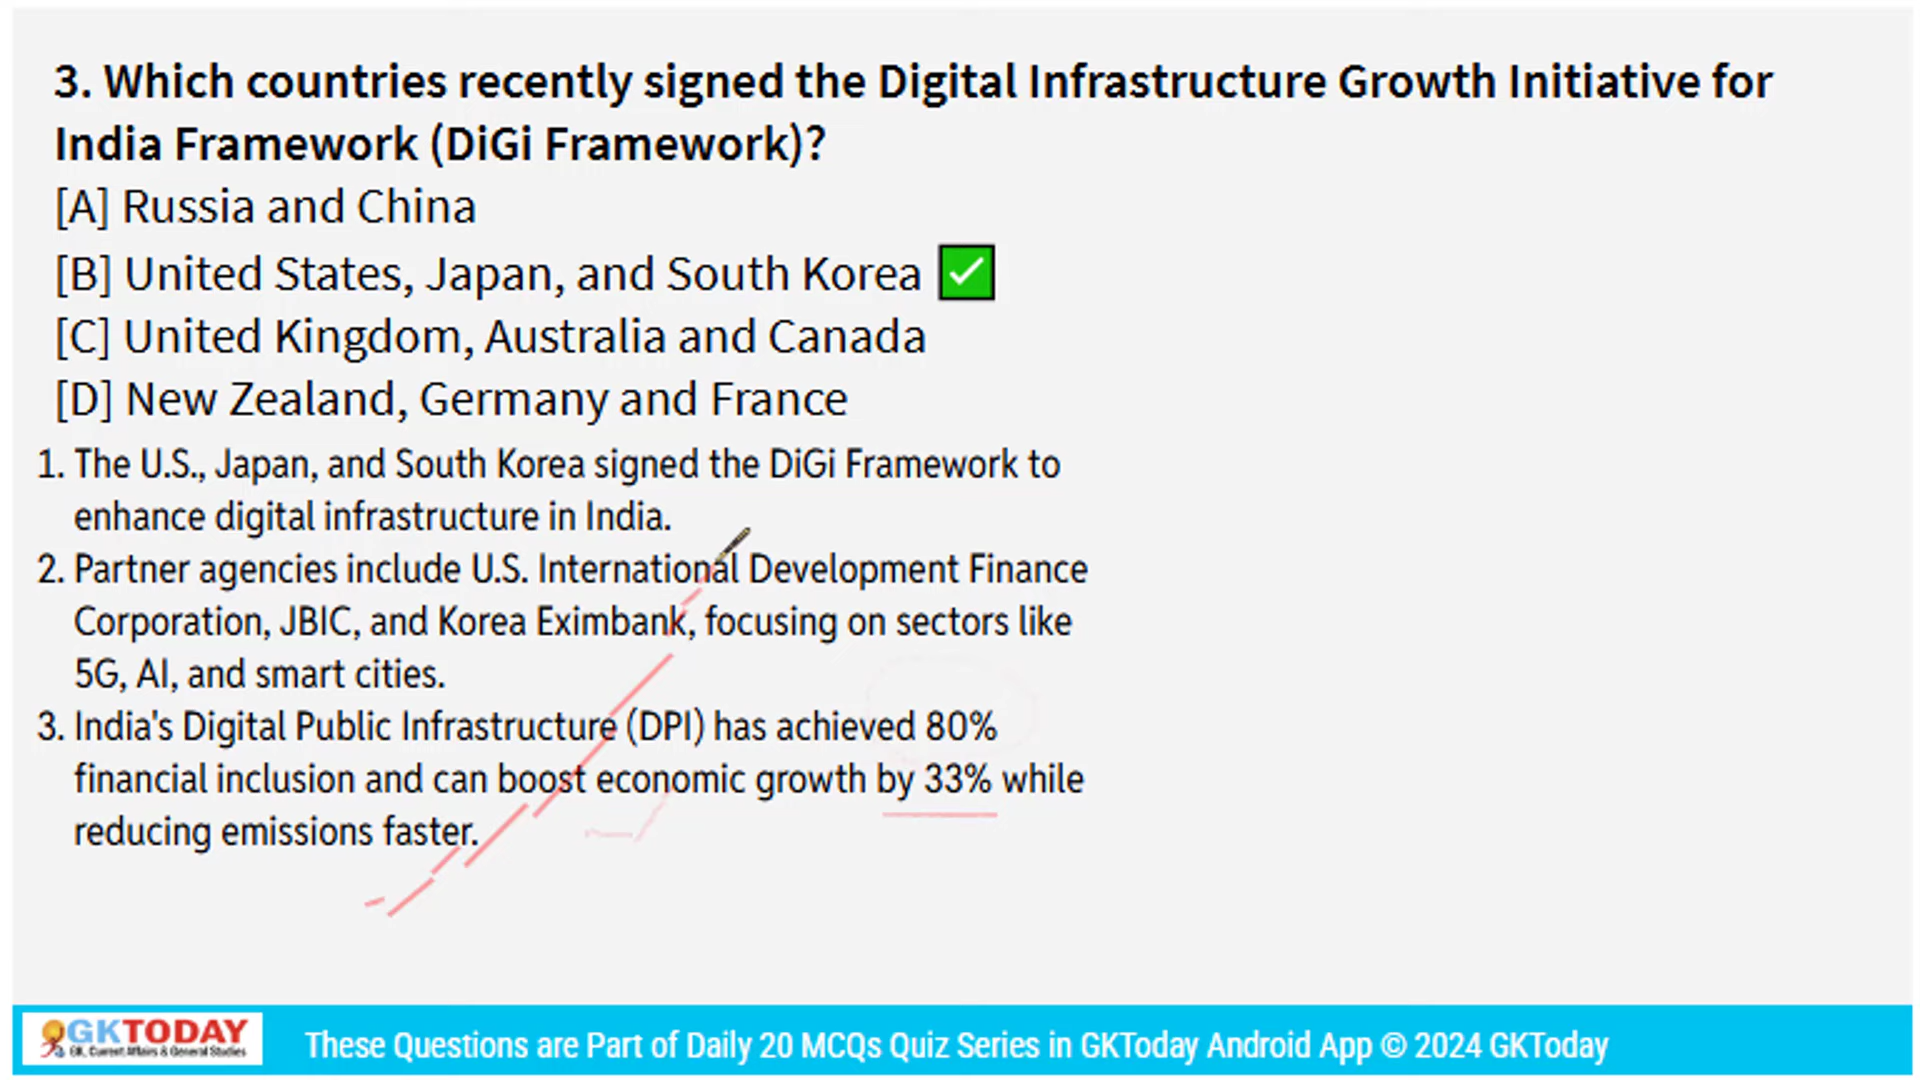 3. Which countries recently signed the Digital Infrastructure Growth Initiative for
India Framework (DiGi Framework)?
[A] Russia and China
[B] United States, Japan, and South Korea
[C] United Kingdom, Australia and Canada
[D] New Zealand, Germany and France
1. The U.S., Japan, and South Korea signed the DiGi Framework to
enhance digital infrastructure in India.
2. Partner agencies include U.S. International Development Finance
Corporation, JBIC, and Korea Eximbank, focusing on sectors like
5G, AI, and smart cities.
3. India's Digital Public Infrastructure (DPI) has achieved 80%
financial inclusion and can boost economic growth by 33% while
reducing emissions faster.
GKTODAY
GK, Current Affairs & General Studies
These Questions are Part of Daily 20 MCQs Quiz Series in GKToday Android App © 2024 GKToday